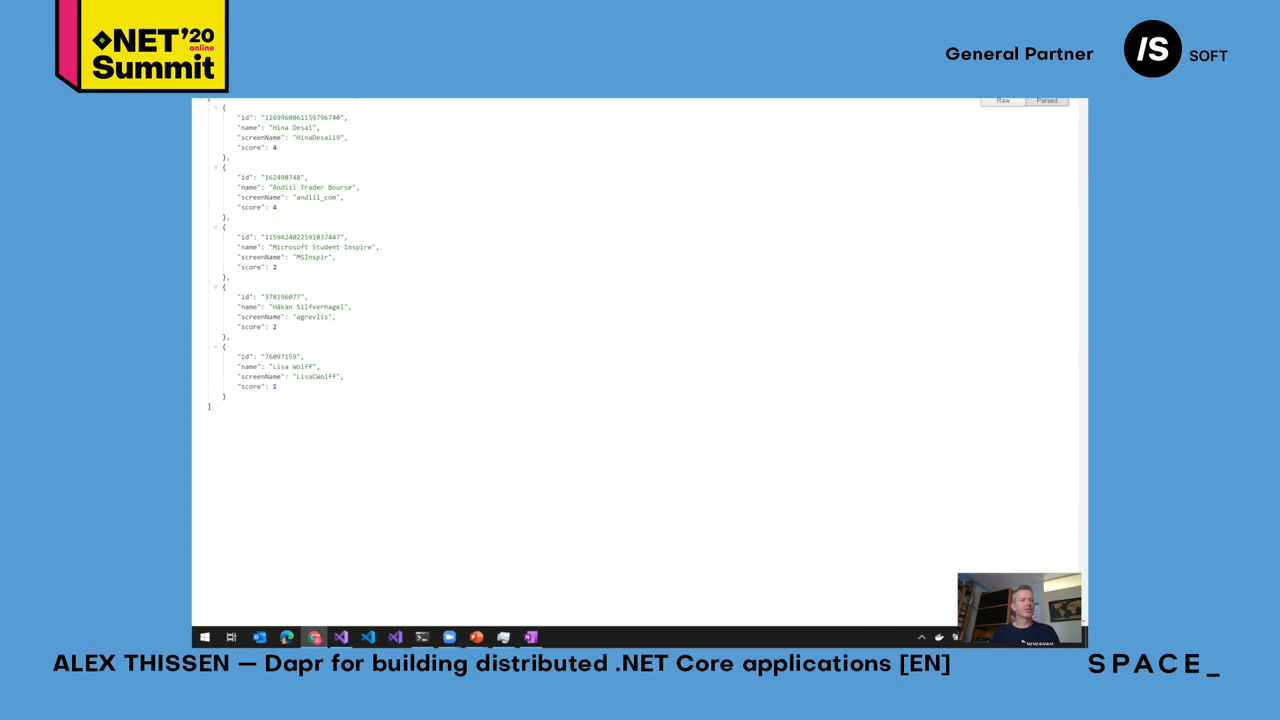 .NET'20
online
Summit
General Partner
/S
SOFT
[
Raw
Parsed
{
"id": "1269960861159796740",
"name": "Hina Desai",
"screenName": "HinaDesai19",
"score": 4
},
{
"id": "162498748",
"name": "Andlil Trader Bourse",
"screenName": "andlil_com",
"score": 4
},
{
"id": "1159424022591037447",
"name": "Microsoft Student Inspire",
"screenName": "MSInspir",
"score": 2
},
{
"id": "378196077",
"name": "Håkan Silfvernagel",
"screenName": "agrevlis",
"score": 2
},
{
"id": "76097159",
"name": "Lisa Wolff",
"screenName": "LisaCWolff",
"score": 1
}
]
ALEX THISSEN — Dapr for building distributed .NET Core applications [EN]
SPACE_